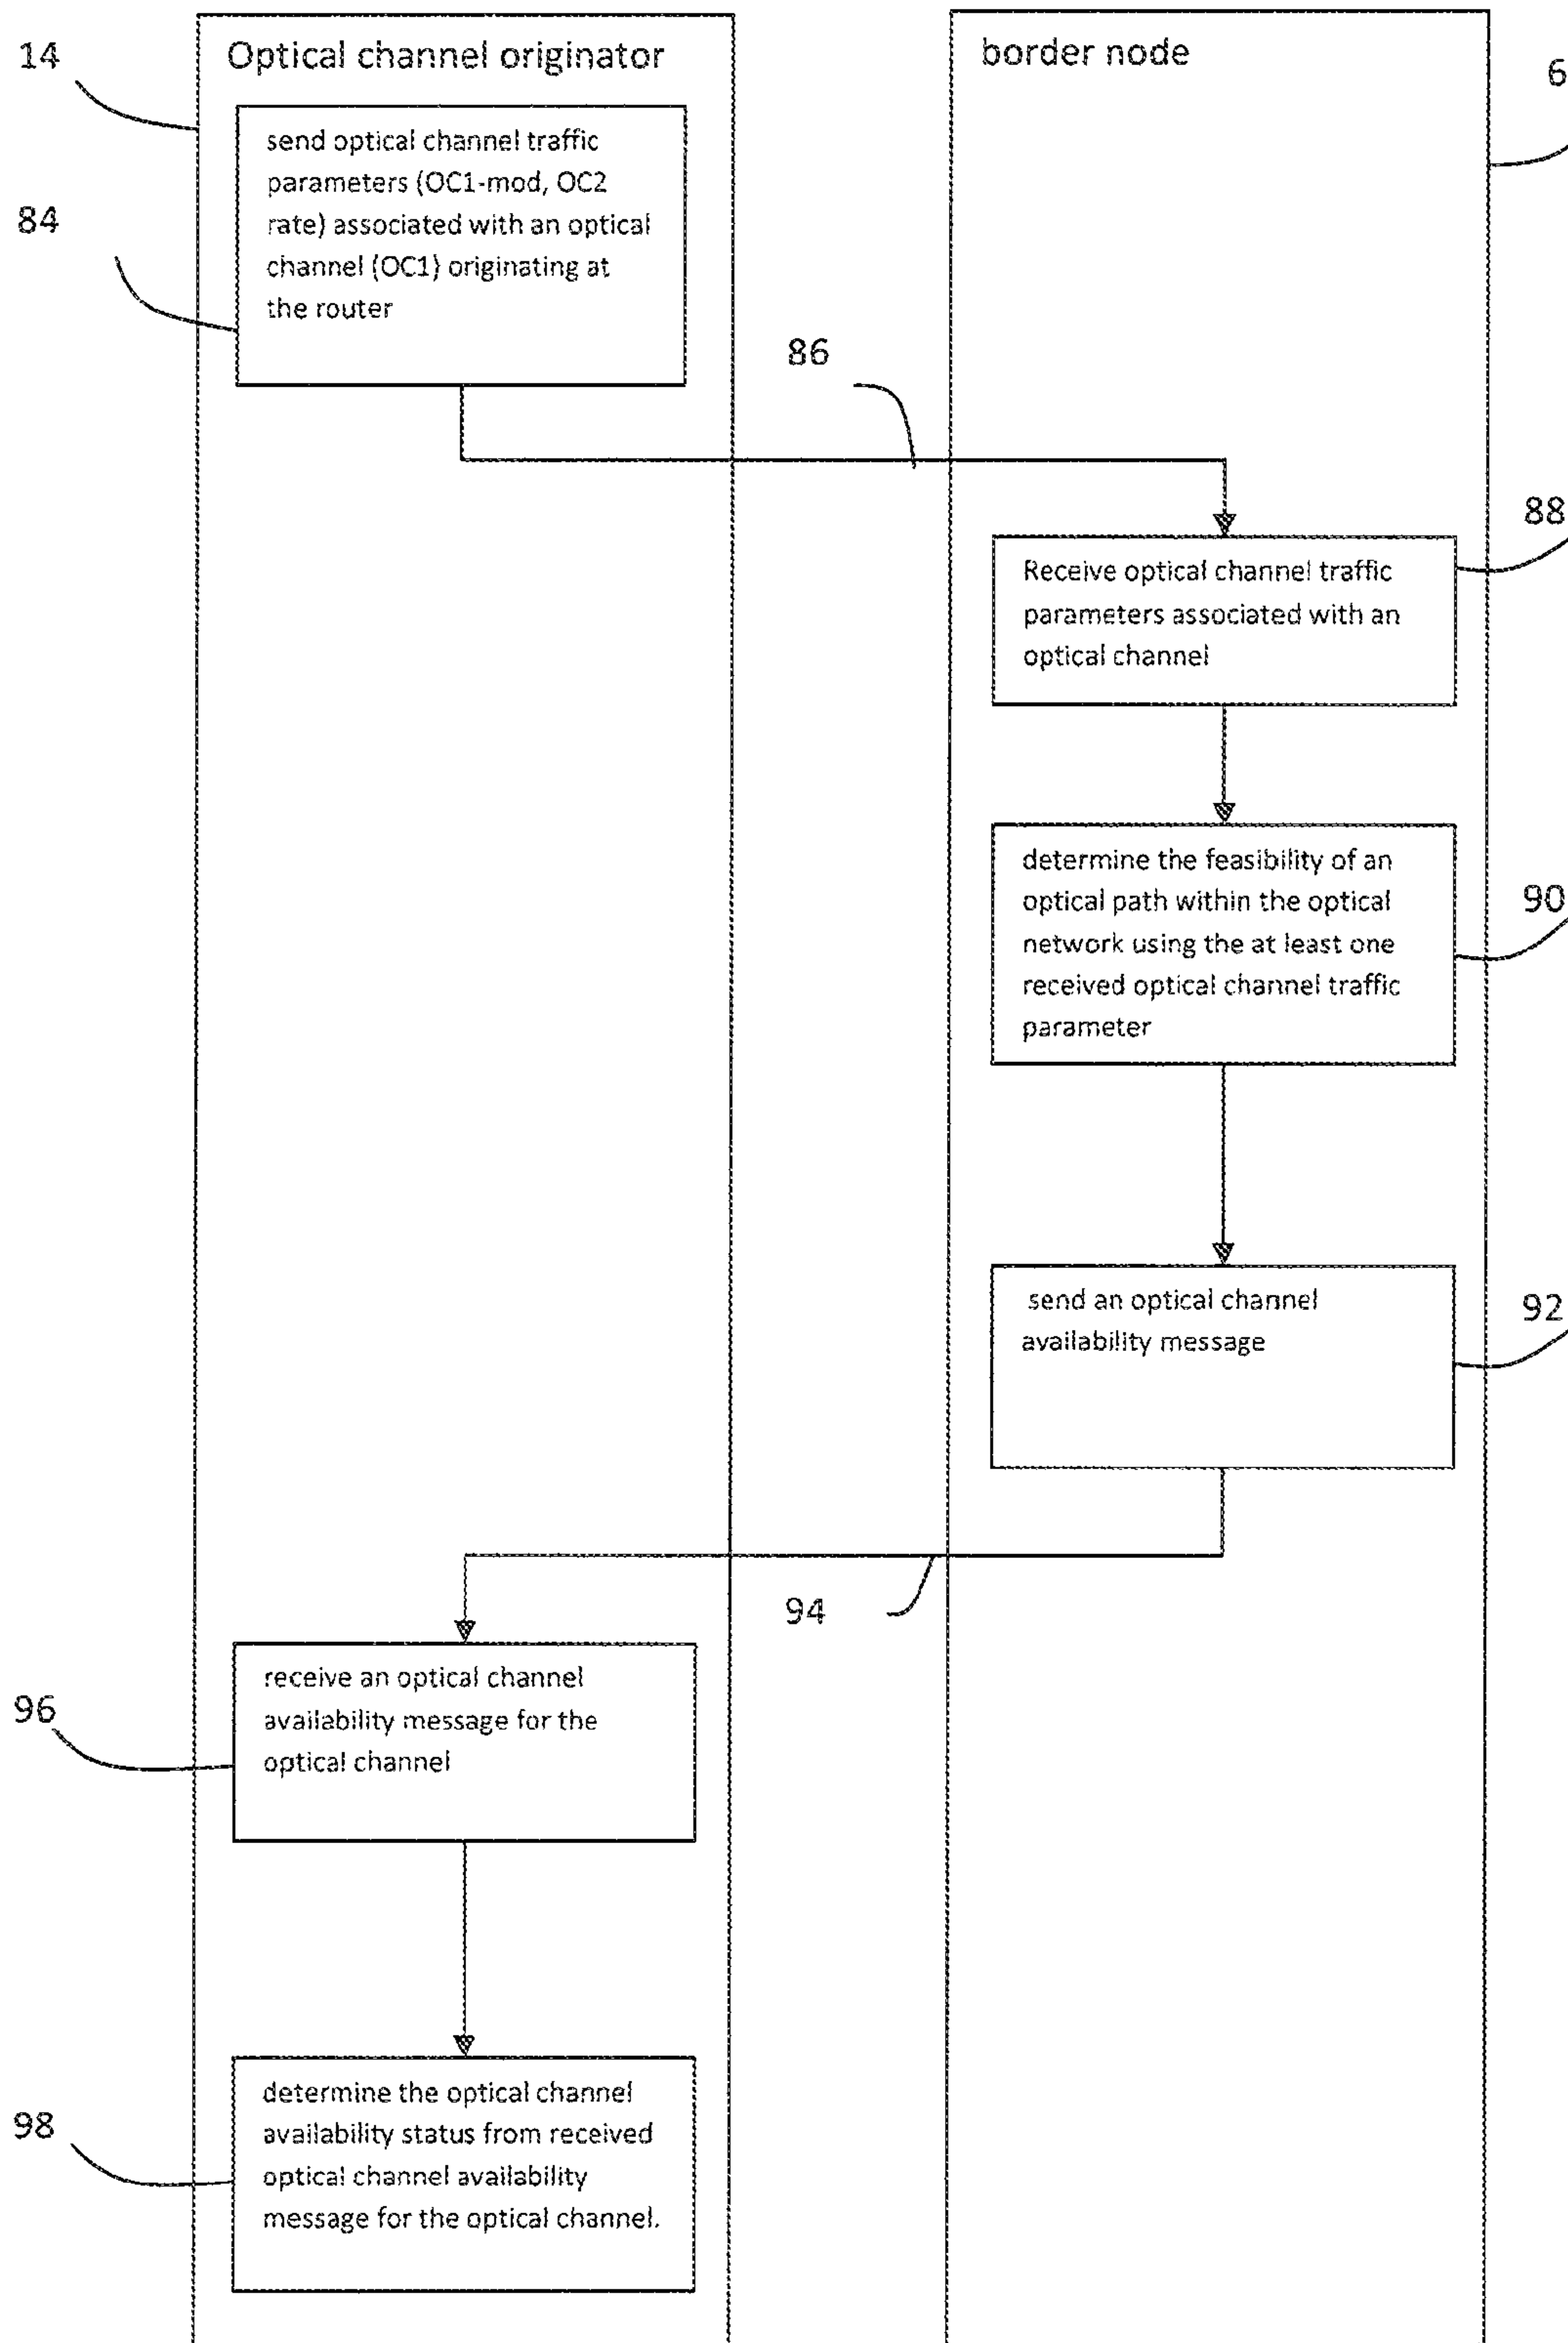 14
Optical channel originator
border node
6
send optical channel traffic
parameters (OC1-mod, OC2
rate) associated with an optical
channel (OC1) originating at
the router
84
86
88
Receive optical channel traffic
parameters associated with an
optical channel
determine the feasibility of an
optical path within the optical
network using the at least one
received optical channel traffic
parameter
90
send an optical channel
availability message
92
94
receive an optical channel
availability message for the
optical channel
96
determine the optical channel
availability status from received
optical channel availability
message for the optical channel.
98